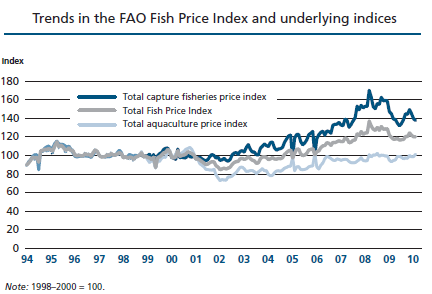 Trends in the FAO Fish Price Index and underlying indices
Index
180
160
140
120
100
80
60
40
20
0
Total capture fisheries price index
Total Fish Price Index
Total aquaculture price index
94 95 96 97 98 99 00 01 02 03 04 05 06 07 08 09 10
Note: 1998–2000 = 100.